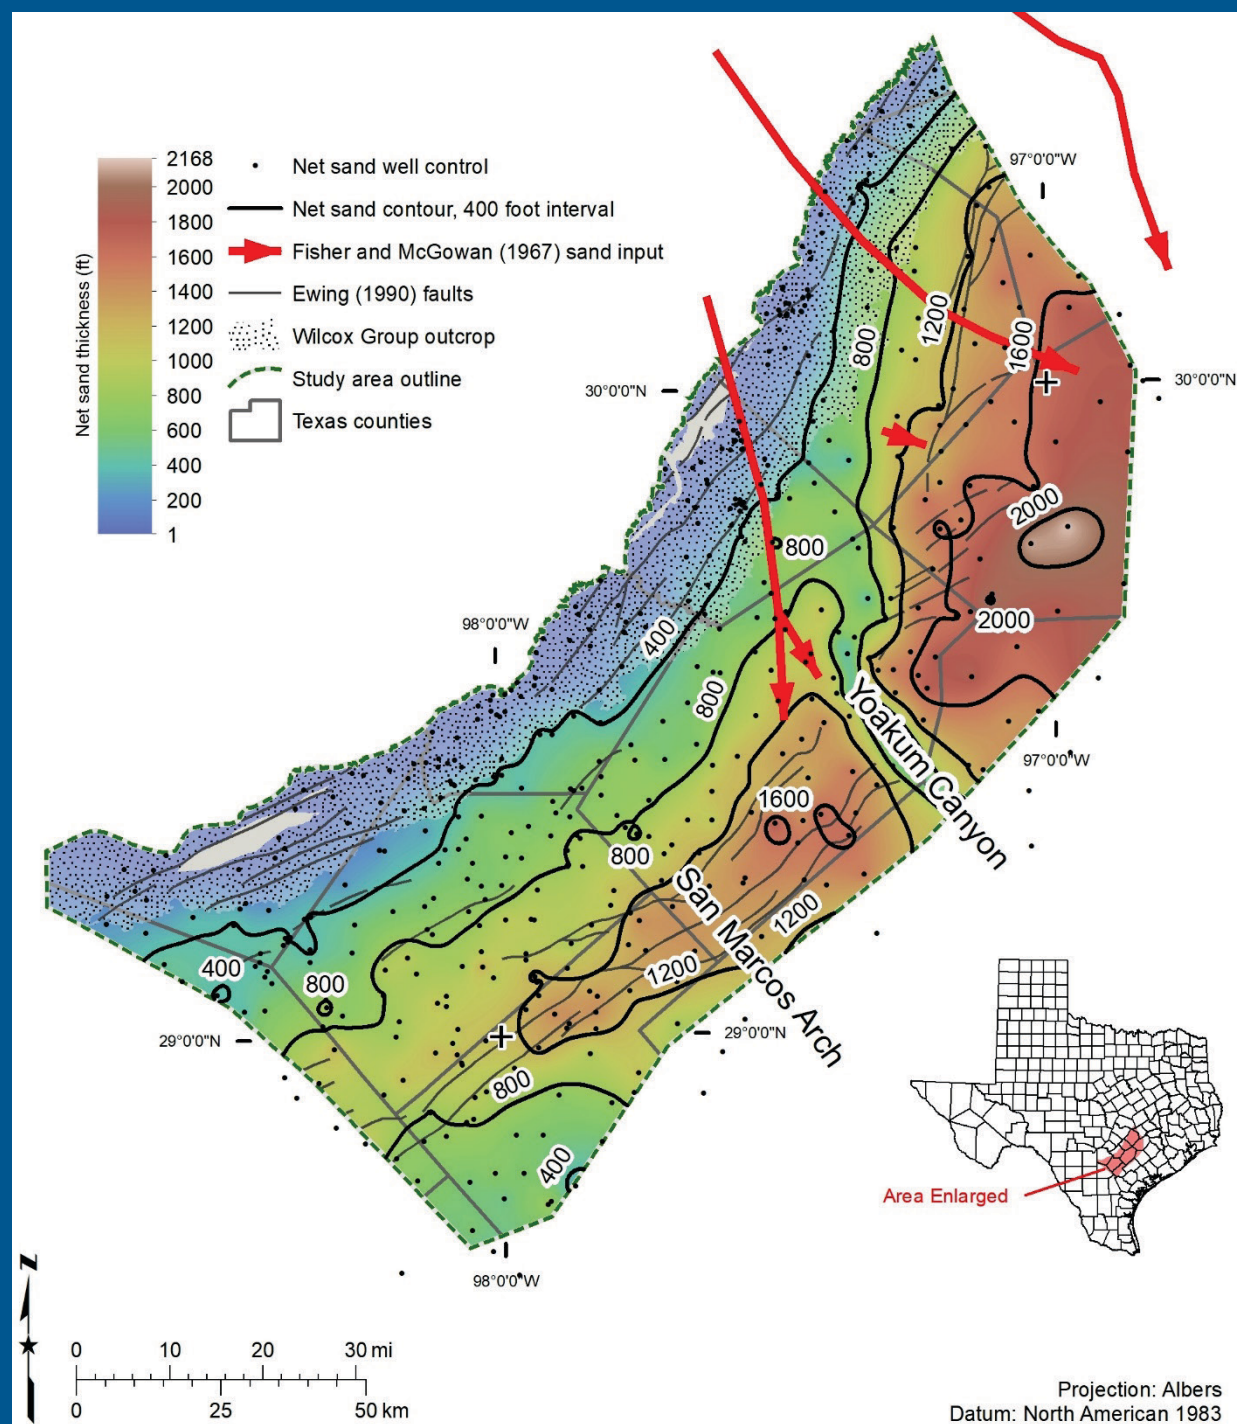 Net sand thickness (ft)
2168
2000
1800
1600
1400
1200
1000
800
600
400
200
1
Net sand well control
Net sand contour, 400 foot interval
Fisher and McGowan (1967) sand input
Ewing (1990) faults
Wilcox Group outcrop
Study area outline
Texas counties
97°0'0"W
30°0'0"N
30°0'0"N
98°0'0"W
97°0'0"W
29°0'0"N
29°0'0"N
98°0'0"W
800
1200
1600
2000
2000
800
400
800
1600
800
1200
1200
400
800
800
400
Yoakum Canyon
San Marcos Arch
Area Enlarged
N
0 10 20 30 mi
0 25 50 km
Projection: Albers
Datum: North American 1983